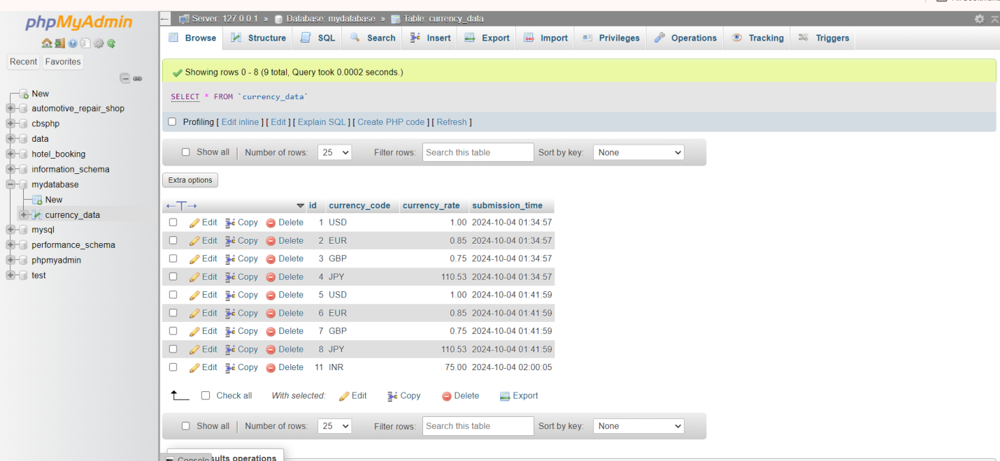 phpMyAdmin
Recent Favorites
New
automotive_repair_shop
cbsphp
data
hotel_booking
information_schema
mydatabase
New
currency_data
mysql
performance_schema
phpmyadmin
test
Server: 127.0.0.1 » Database: mydatabase » Table: currency_data
Browse Structure SQL Search Insert Export Import Privileges Operations Tracking Triggers
Showing rows 0 - 8 (9 total, Query took 0.0002 seconds.)
SELECT * FROM `currency_data`
Profiling [ Edit inline ] [ Edit ] [ Explain SQL ] [ Create PHP code ] [ Refresh ]
Show all | Number of rows: 25 Filter rows: Search this table Sort by key: None
Extra options
id currency_code currency_rate submission_time
Edit Copy Delete 1 USD 1.00 2024-10-04 01:34:57
Edit Copy Delete 2 EUR 0.85 2024-10-04 01:34:57
Edit Copy Delete 3 GBP 0.75 2024-10-04 01:34:57
Edit Copy Delete 4 JPY 110.53 2024-10-04 01:34:57
Edit Copy Delete 5 USD 1.00 2024-10-04 01:41:59
Edit Copy Delete 6 EUR 0.85 2024-10-04 01:41:59
Edit Copy Delete 7 GBP 0.75 2024-10-04 01:41:59
Edit Copy Delete 8 JPY 110.53 2024-10-04 01:41:59
Edit Copy Delete 11 INR 75.00 2024-10-04 02:00:05
Check all With selected: Edit Copy Delete Export
Show all | Number of rows: 25 Filter rows: Search this table Sort by key: None
Console operations